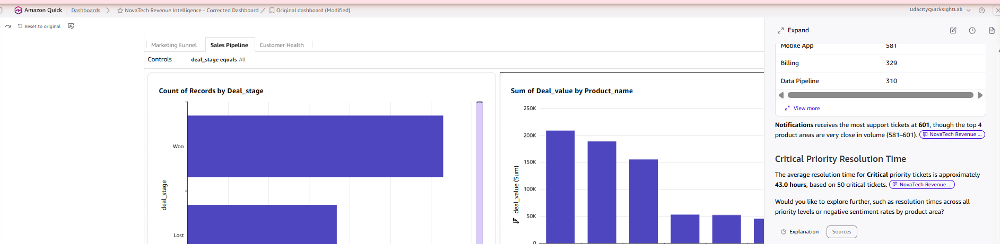 Amazon Quick
Dashboards
NovaTech Revenue Intelligence - Corrected Dashboard
Original dashboard (Modified)
UdacityQuicksightLab
Reset to original
Marketing Funnel
Sales Pipeline
Customer Health
Controls
deal_stage equals All
Count of Records by Deal_stage
deal_stage
Won
Lost
Sum of Deal_value by Product_name
deal_value (Sum)
250K
200K
150K
100K
50K
0
Expand
Mobile App 581
Billing 329
Data Pipeline 310
View more
Notifications receives the most support tickets at 601, though the top 4
product areas are very close in volume (581–601). NovaTech Revenue ...
Critical Priority Resolution Time
The average resolution time for Critical priority tickets is approximately
43.0 hours, based on 50 critical tickets. NovaTech Revenue ...
Would you like to explore further, such as resolution times across all
priority levels or negative sentiment rates by product area?
Explanation
Sources